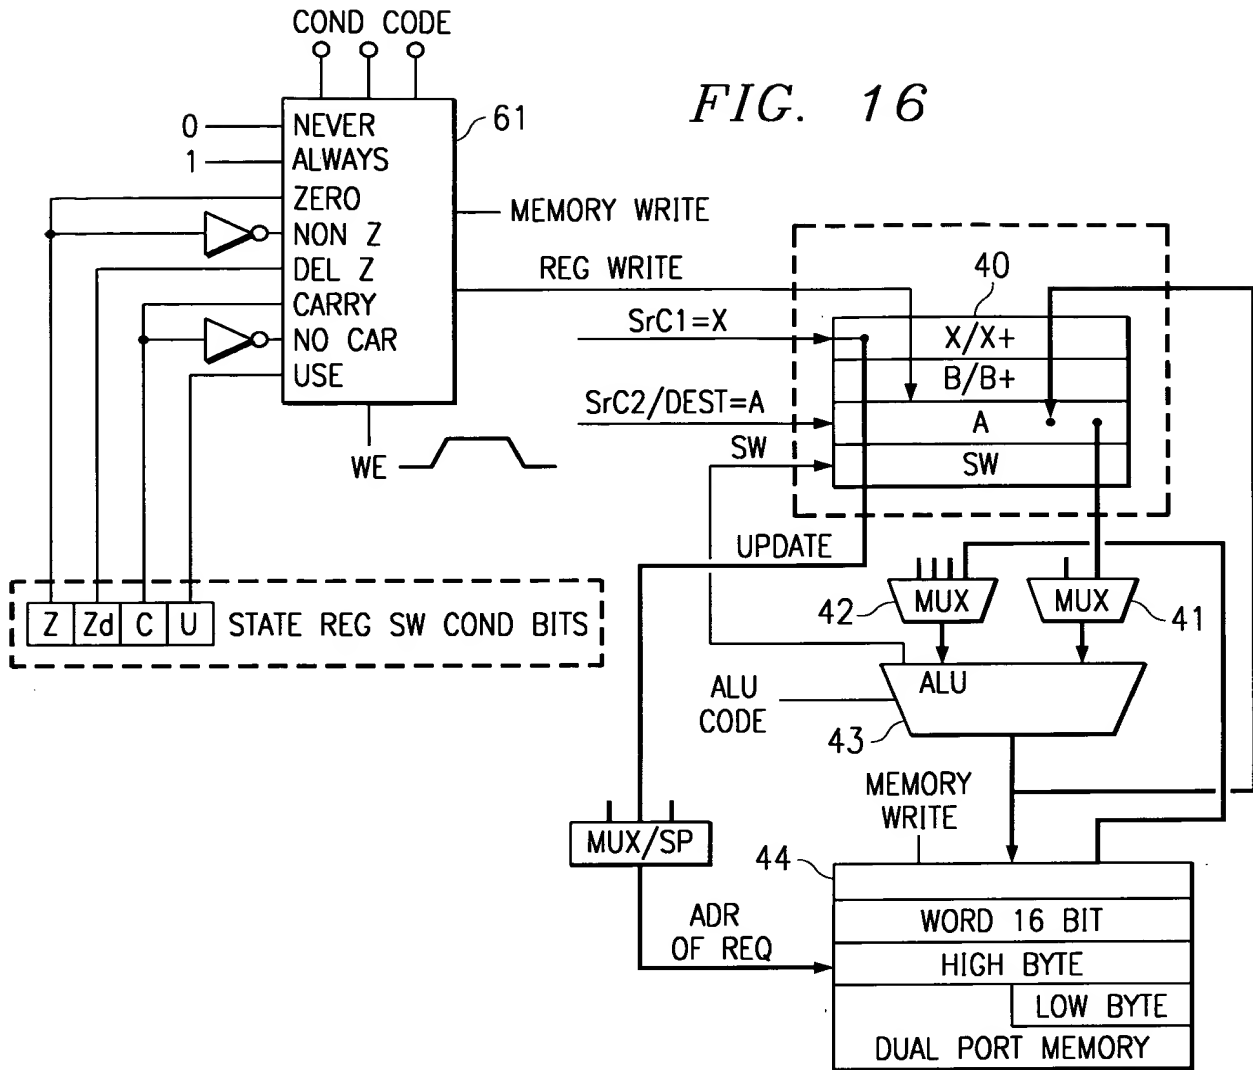 COND CODE
FIG. 16
61
0 NEVER
1 ALWAYS
ZERO
NON Z
DEL Z
CARRY
NO CAR
USE
MEMORY WRITE
REG WRITE
WE
SrC1=X
SrC2/DEST=A
SW
40
X/X+
B/B+
A
SW
UPDATE
Z Zd C U STATE REG SW COND BITS
42 MUX
MUX 41
ALU
ALU
CODE
43
MEMORY
WRITE
MUX/SP
44
ADR
OF REQ
WORD 16 BIT
HIGH BYTE
LOW BYTE
DUAL PORT MEMORY